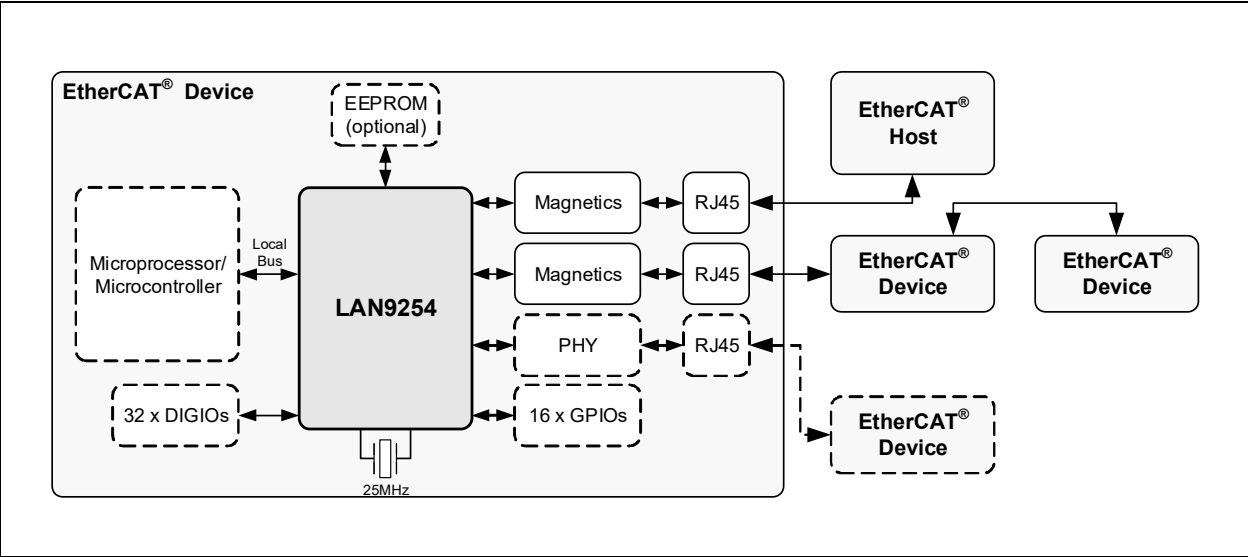 EtherCAT® Device
EEPROM
(optional)
EtherCAT®
Host
Magnetics
RJ45
Local
Bus
Microprocessor/
Microcontroller
LAN9254
Magnetics
RJ45
EtherCAT®
Device
EtherCAT®
Device
PHY
RJ45
32 x DIGIOs
16 x GPIOs
EtherCAT®
Device
25MHz